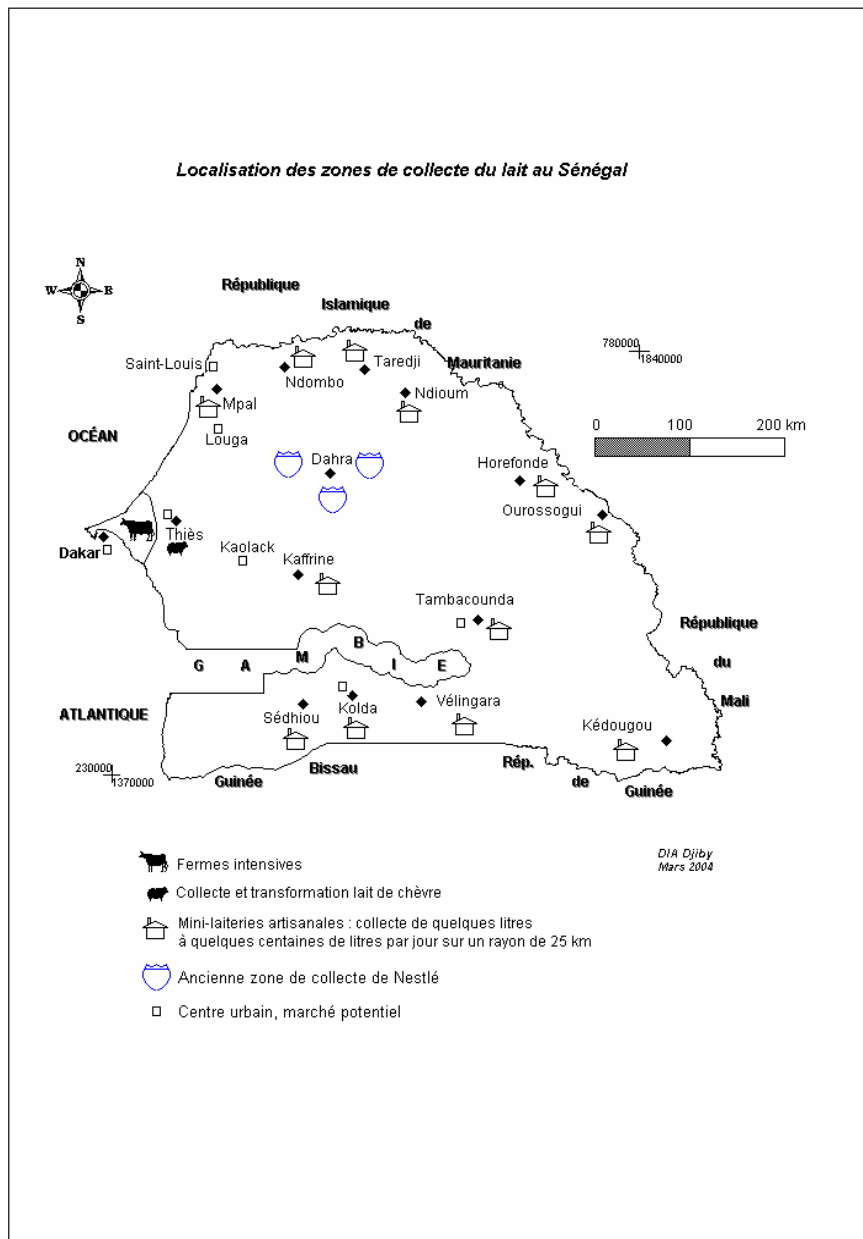 Localisation des zones de collecte du lait au Sénégal
N
W E
S
République
Islamique
de
Mauritanie
780000
1840000
Saint-Louis
Ndombo
Taredji
Ndioum
Mpal
Louga
OCÉAN
0 100 200 km
Dahra
Horefonde
Ourossogui
Thiès
Dakar
Kaolack
Kaffrine
Tambacounda
République
du
Mali
G A M B I E
ATLANTIQUE
Sédhiou
Kolda
Vélingara
Kédougou
230000
1370000
Guinée
Bissau
Rép.
de
Guinée
DIA Djiby
Mars 2004
Fermes intensives
Collecte et transformation lait de chèvre
Mini-laiteries artisanales : collecte de quelques litres
à quelques centaines de litres par jour sur un rayon de 25 km
Ancienne zone de collecte de Nestlé
Centre urbain, marché potentiel